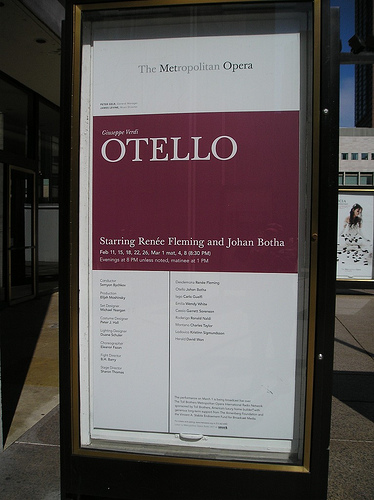 The Metropolitan Opera
Giuseppe Verdi
OTELLO
Starring Renée Fleming and Johan Botha
Feb 11, 15, 18, 22, 26, Mar 1 mat, 4, 8 (8:30 PM)
Evenings at 8 PM unless noted, matinee at 1 PM
Conductor
Semyon Bychkov
Production
Elijah Moshinsky
Set Designer
Michael Yeargan
Costume Designer
Peter J. Hall
Lighting Designer
Duane Schuler
Choreographer
Eleanor Fazan
Fight Director
B.H. Barry
Stage Director
Sharon Thomas
Desdemona Renée Fleming
Otello Johan Botha
Iago Carlo Guelfi
Emilia Wendy White
Cassio Garrett Sorenson
Roderigo Ronald Naldi
Montano Charles Taylor
Lodovico Kristinn Sigmundsson
Herald David Won